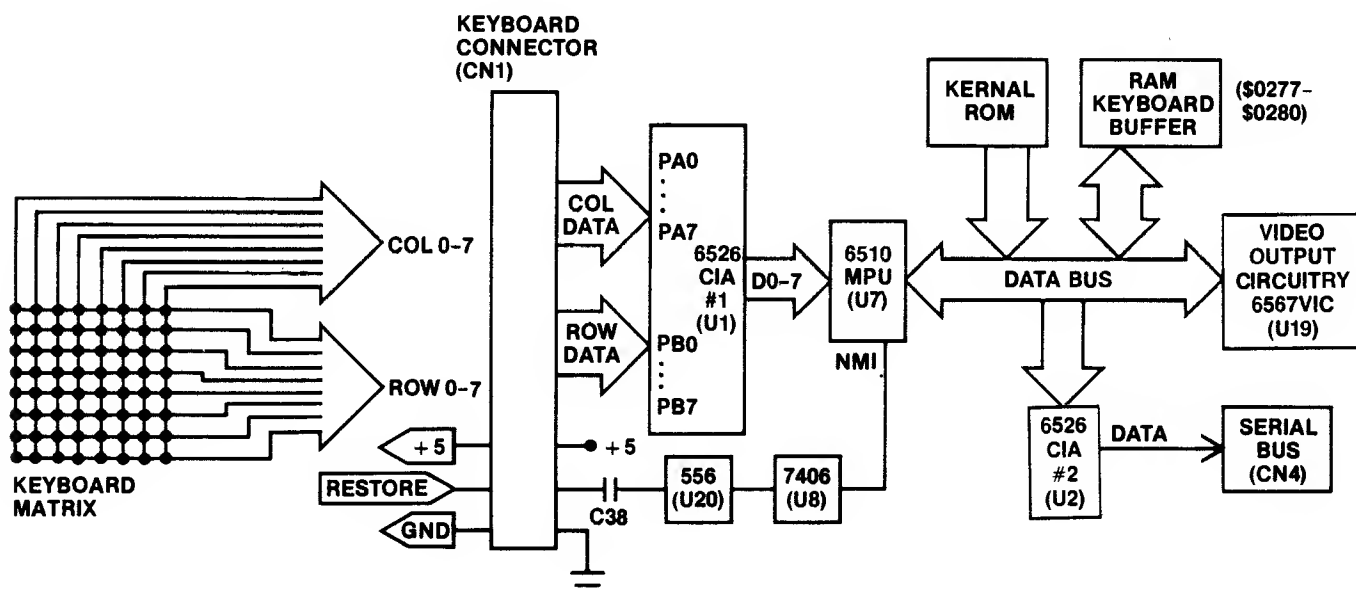 KEYBOARD
CONNECTOR
(CN1)
KERNAL
ROM
RAM
KEYBOARD
BUFFER
($0277–
$0280)
COL 0–7
ROW 0–7
COL
DATA
ROW
DATA
PA0
PA7
6526
CIA
#1
(U1)
PB0
PB7
D0–7
6510
MPU
(U7)
NMI
DATA BUS
VIDEO
OUTPUT
CIRCUITRY
6567VIC
(U19)
+5
+5
RESTORE
GND
C38
556
(U20)
7406
(U8)
6526
CIA
#2
(U2)
DATA
SERIAL
BUS
(CN4)
KEYBOARD
MATRIX